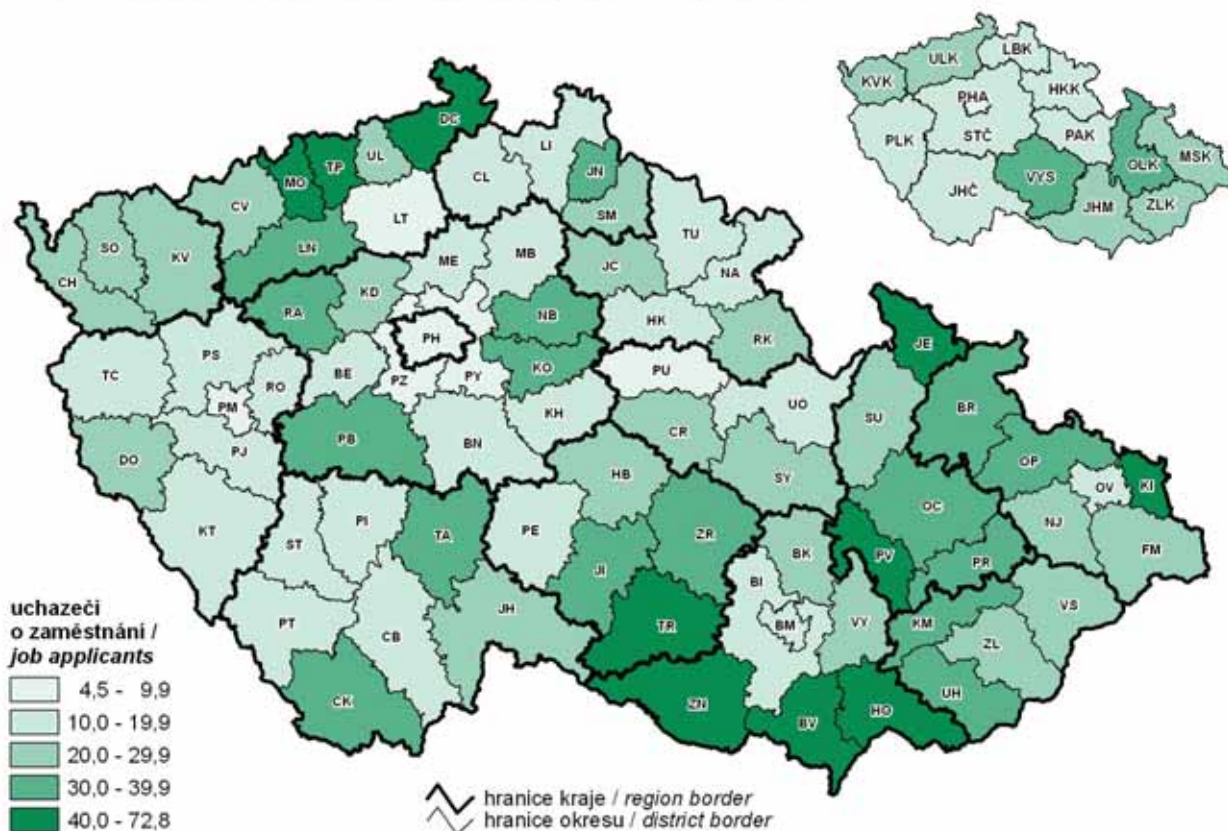 LBK
ULK
KVK
HKK
PHA
STČ
PAK
PLK
MSK
OLK
VYS
JHČ
JHM
ZLK
DC
LI
TP
UL
JN
MO
CL
CV
LT
SM
SO
KV
LN
TU
ME
MB
CH
JC
NA
KD
RA
NB
HK
PH
RK
JE
PS
TC
BE
PZ
PY
KO
PU
RO
PM
UO
BR
KH
SU
PB
BN
CR
DO
PJ
OP
HB
SY
OV
KI
OC
NJ
KT
PI
TA
PE
ZR
ST
BK
FM
PV
PR
JI
BI
VS
PT
CB
JH
TR
BM
VY
KM
ZL
CK
ZN
BV
HO
UH
uchazeči
o zaměstnání /
job applicants
4,5 - 9,9
10,0 - 19,9
20,0 - 29,9
30,0 - 39,9
40,0 - 72,8
hranice kraje / region border
hranice okresu / district border